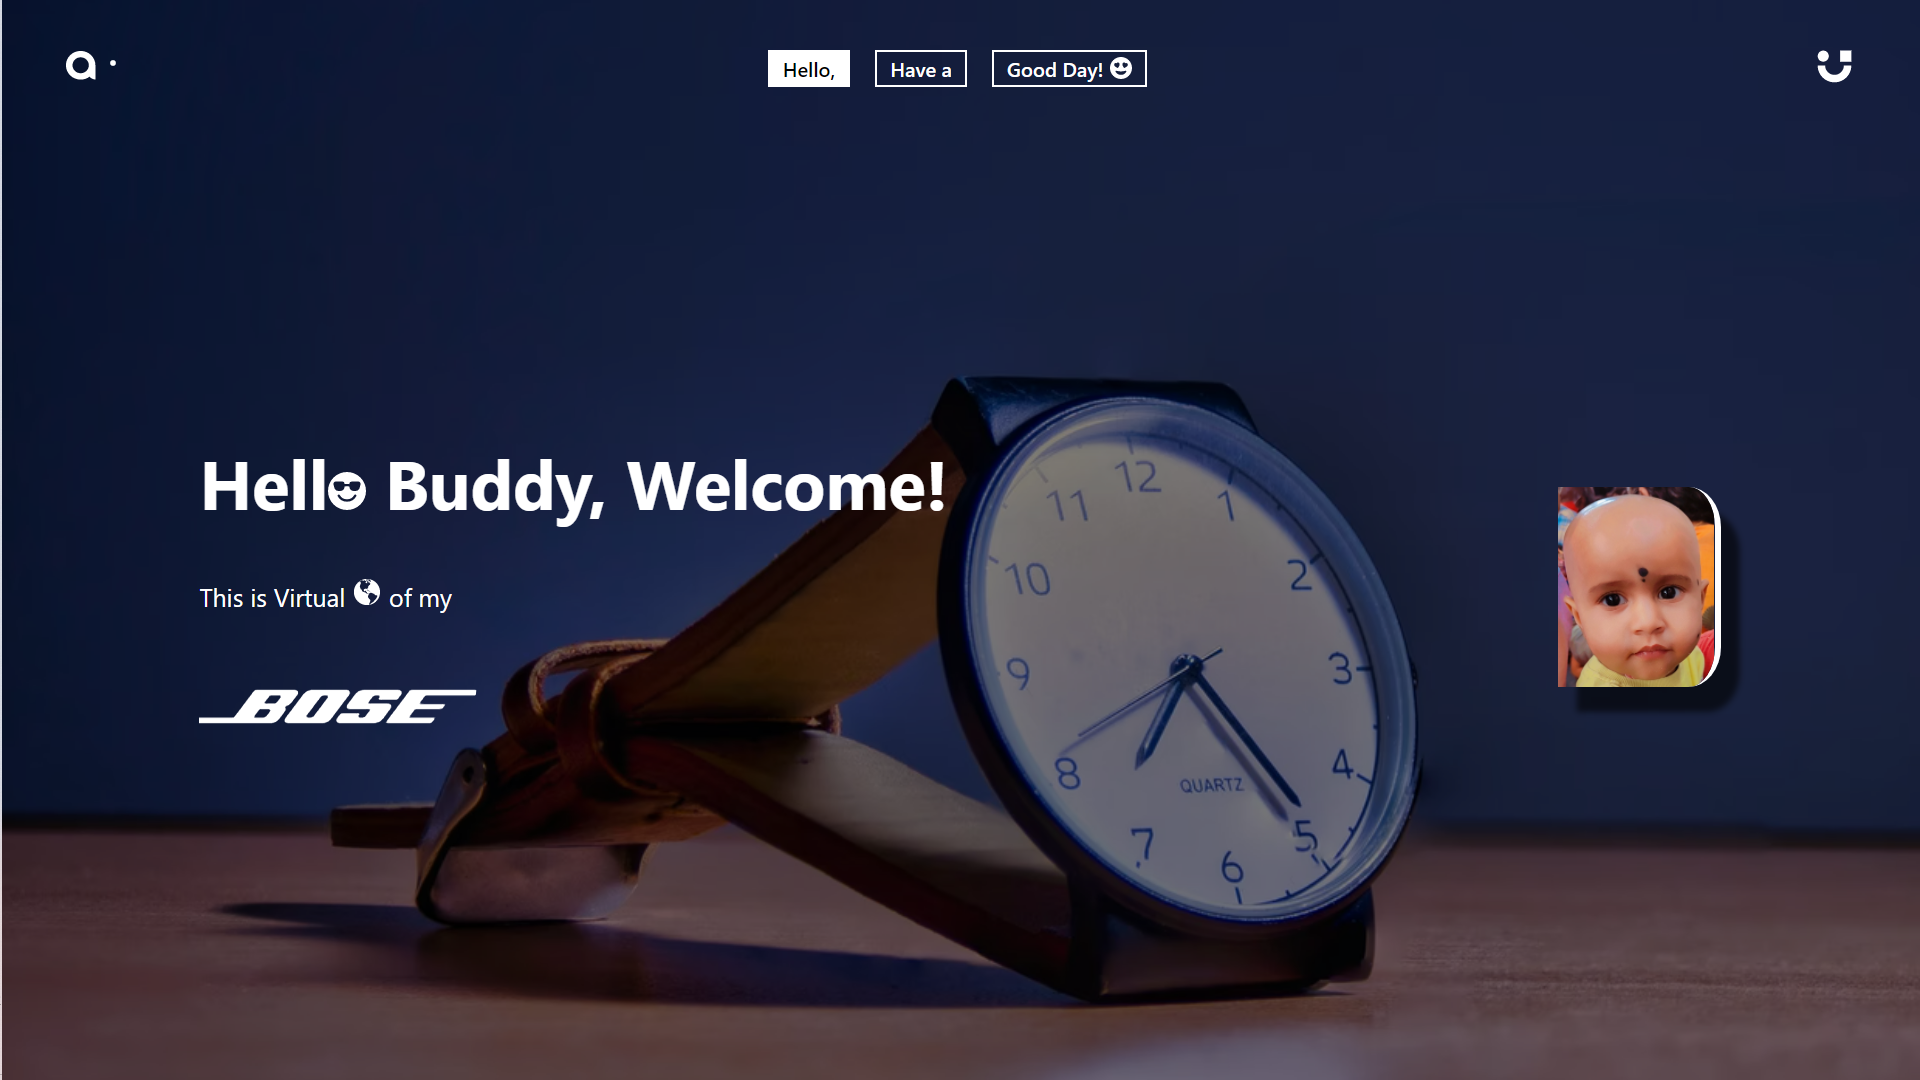 Hello,
Have a
Good Day! 😍
Hell😎 Buddy, Welcome!
This is Virtual 🌎 of my
BOSE
12
1
2
3
4
5
6
7
8
9
10
11
QUARTZ